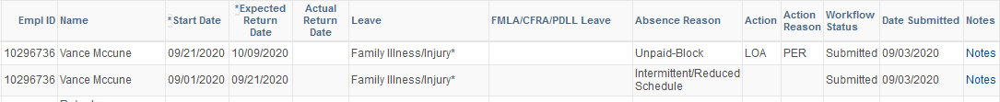 Empl ID Name *Start Date *Expected Return Date Actual Return Date Leave FMLA/CFRA/PDLL Leave Absence Reason Action Action Reason Workflow Status Date Submitted Notes
10296736 Vance Mccune 09/21/2020 10/09/2020 Family Illness/Injury* Unpaid-Block LOA PER Submitted 09/03/2020 Notes
10296736 Vance Mccune 09/01/2020 09/21/2020 Family Illness/Injury* Intermittent/Reduced Schedule Submitted 09/03/2020 Notes